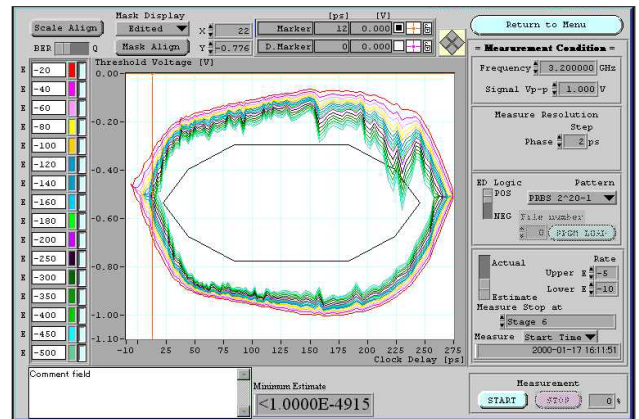 Scale Align
BER Q
Mask Display
Edited
Mask Align
X 22
Y -0.776
[ps] [V]
Marker 12 0.000
D.Marker 0 0.000
Return to Menu
Threshold Voltage [V]
E -20
E -40
E -60
E -80
E -100
E -120
E -140
E -160
E -180
E -200
E -250
E -300
E -350
E -400
E -450
E -500
0.00
-0.20
-0.40
-0.60
-0.80
-1.00
-1.10
-10 25 50 75 100 125 150 175 200 225 250 275
Clock Delay [ps]
= Measurement Condition =
Frequency 3.200000 GHz
Signal Vp-p 1.000 V
Measure Resolution
Step
Phase 2 ps
ED Logic Pattern
POS PRBS 2^20-1
NEG File number
0 PRGM LOAD
Actual Rate
Upper E -5
Lower E -10
Estimate
Measure Stop at
Stage 6
Measure Start Time
2000-01-17 16:11:51
Comment field
Minimum Estimate
<1.0000E-4915
Measurement
START STOP 0 %